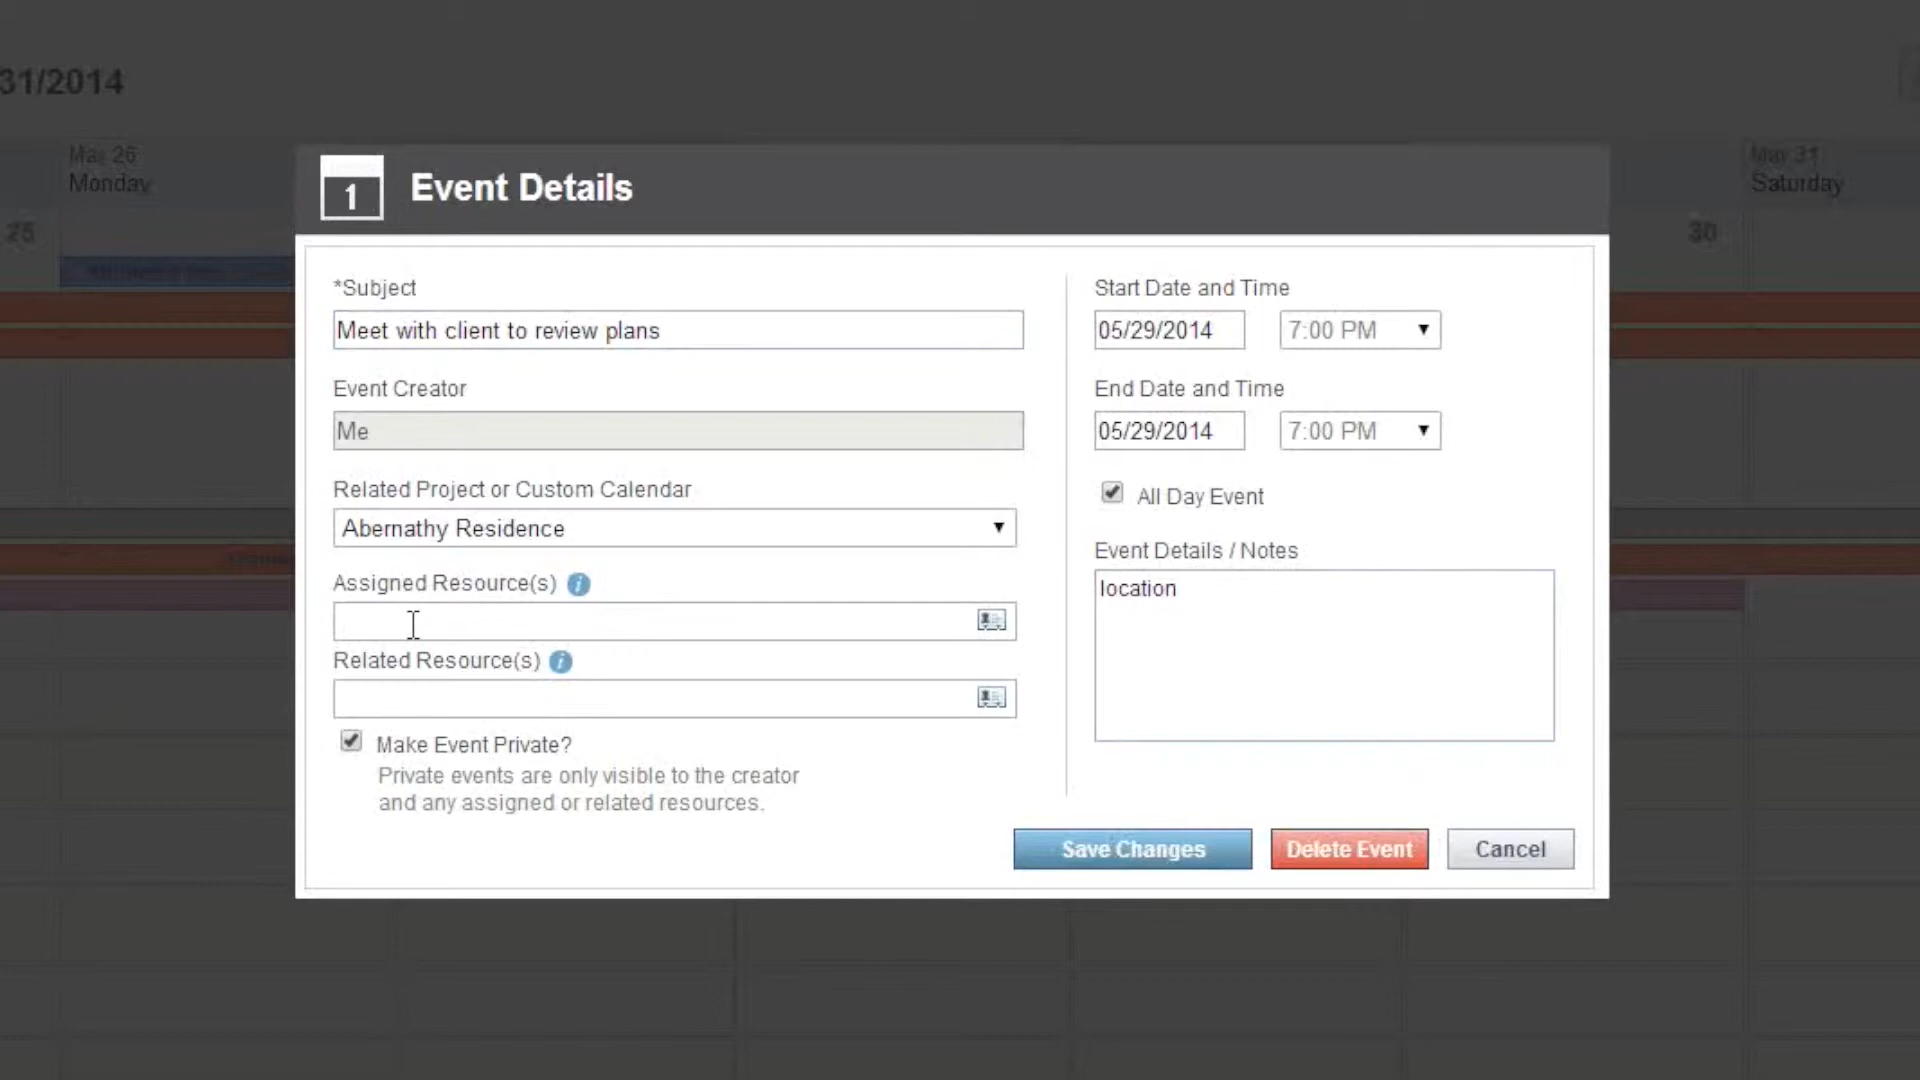 31/2014
May 26
Monday
May 31
Saturday
25
30
1
Event Details
*Subject
Meet with client to review plans
Event Creator
Me
Related Project or Custom Calendar
Abernathy Residence
Assigned Resource(s)
Related Resource(s)
Make Event Private?
Private events are only visible to the creator
and any assigned or related resources.
Start Date and Time
05/29/2014 7:00 PM
End Date and Time
05/29/2014 7:00 PM
All Day Event
Event Details / Notes
location
Save Changes
Delete Event
Cancel